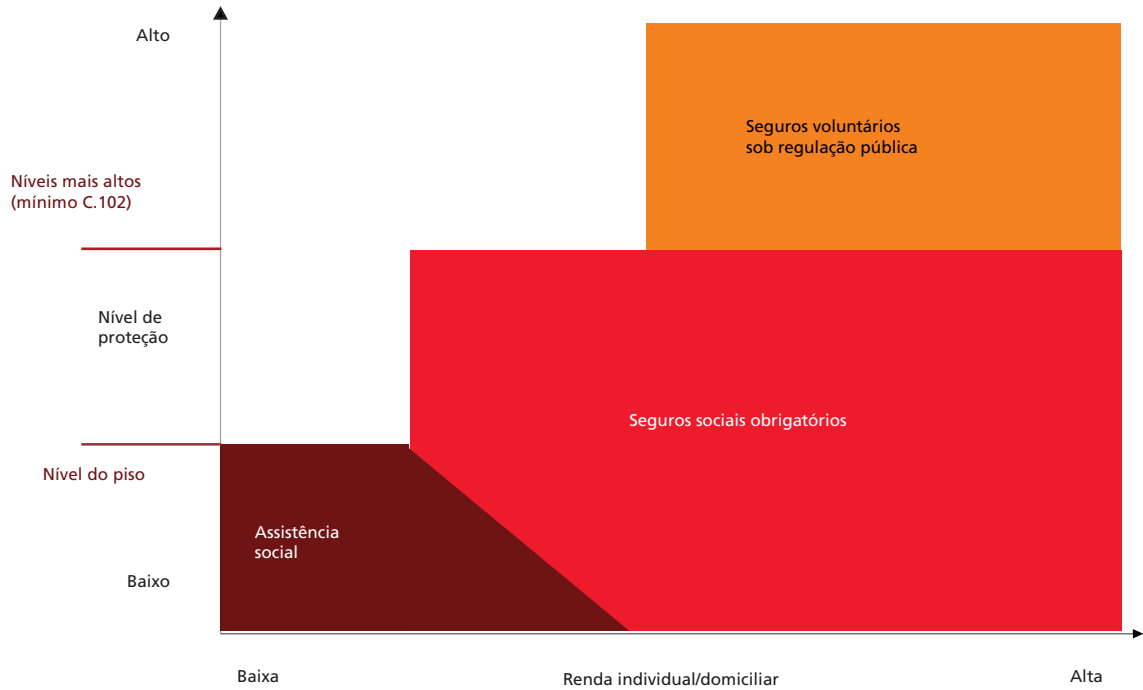 Alto
Seguros voluntários
sob regulação pública
Níveis mais altos
(mínimo C.102)
Nível de
proteção
Seguros sociais obrigatórios
Nível do piso
Assistência
social
Baixo
Baixa
Renda individual/domiciliar
Alta